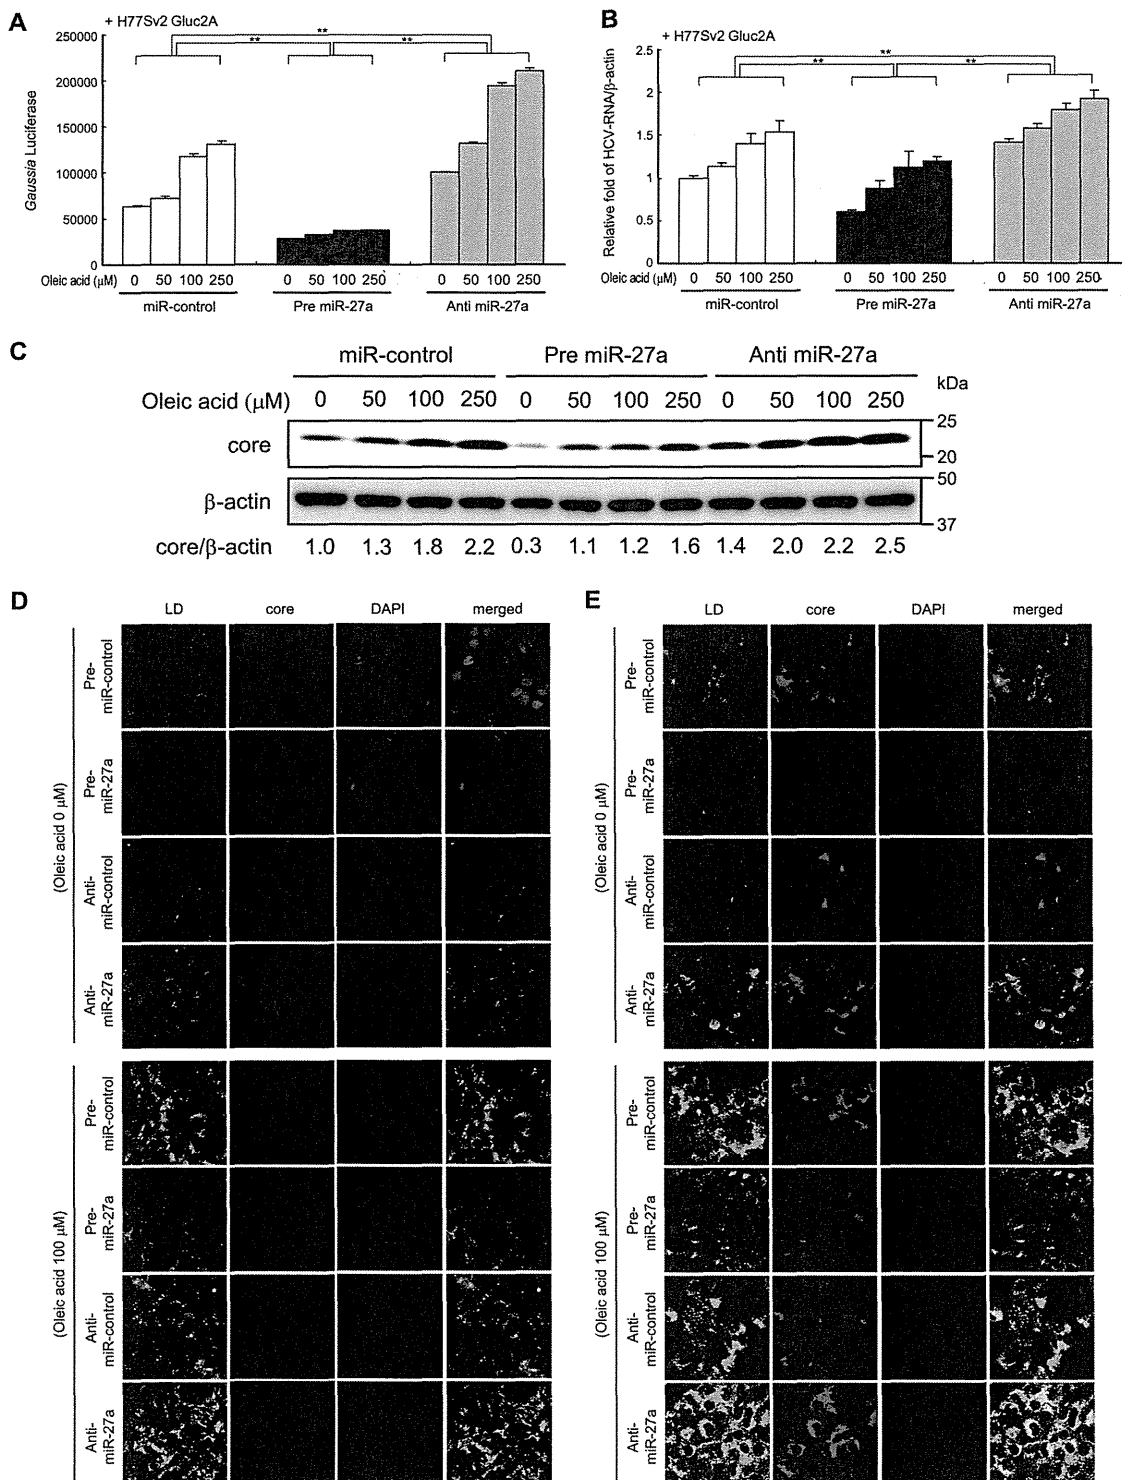 A
+ H77Sv2 Gluc2A
**
** **
250000
200000
150000
100000
50000
0
Gaussia Luciferase
Oleic acid (µM) 0 50 100 250 0 50 100 250 0 50 100 250
miR-control Pre miR-27a Anti miR-27a
B
+ H77Sv2 Gluc2A
**
** **
2.5
2
1.5
1
0.5
0
Relative fold of HCV-RNA/β-actin
Oleic acid (µM) 0 50 100 250 0 50 100 250 0 50 100 250
miR-control Pre miR-27a Anti miR-27a
C
miR-control Pre miR-27a Anti miR-27a
kDa
Oleic acid (µM) 0 50 100 250 0 50 100 250 0 50 100 250
core
25
20
β-actin
50
37
core/β-actin 1.0 1.3 1.8 2.2 0.3 1.1 1.2 1.6 1.4 2.0 2.2 2.5
D
LD core DAPI merged
(Oleic acid 0 µM)
Pre-
miR-control
Pre-
miR-27a
Anti-
miR-control
Anti-
miR-27a
(Oleic acid 100 µM)
Pre-
miR-control
Pre-
miR-27a
Anti-
miR-control
Anti-
miR-27a
E
LD core DAPI merged
(Oleic acid 0 µM)
Pre-
miR-control
Pre-
miR-27a
Anti-
miR-control
Anti-
miR-27a
(Oleic acid 100 µM)
Pre-
miR-control
Pre-
miR-27a
Anti-
miR-control
Anti-
miR-27a